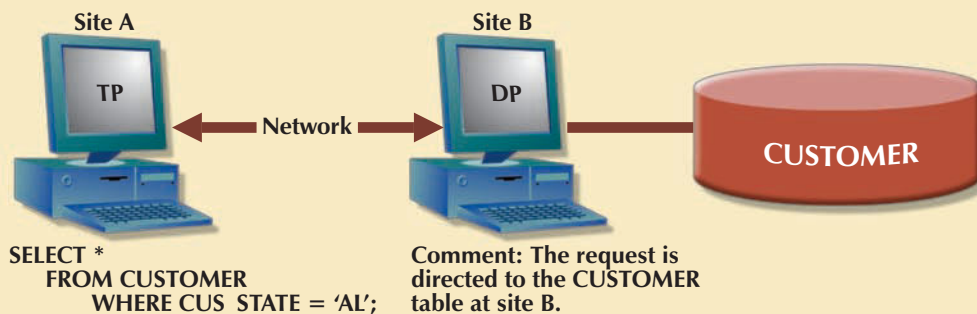 Site A
Site B
TP
DP
Network
CUSTOMER
SELECT *
FROM CUSTOMER
WHERE CUS_STATE = ‘AL’;
Comment: The request is
directed to the CUSTOMER
table at site B.